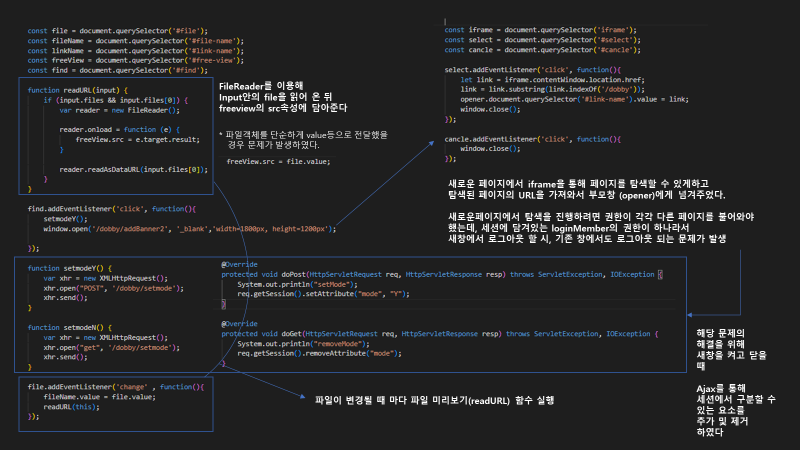 const file = document.querySelector('#file');
const fileName = document.querySelector('#file-name');
const linkName = document.querySelector('#link-name');
const freeView = document.querySelector('#free-view');
const find = document.querySelector('#find');
function readURL(input) {
if (input.files && input.files[0]) {
var reader = new FileReader();
reader.onload = function (e) {
freeView.src = e.target.result;
}
reader.readAsDataURL(input.files[0]);
}
}
FileReader를 이용해
Input안의 file을 읽어 온 뒤
freeview의 src속성에 담아준다
* 파일객체를 단순하게 value등으로 전달했을
경우 문제가 발생하였다.
freeView.src = file.value;
find.addEventListener('click', function(){
setmodeY();
window.open('/dobby/addBanner2', '_blank','width=1800px, height=1200px');
});
const iframe = document.querySelector('iframe');
const select = document.querySelector('#select');
const cancle = document.querySelector('#cancle');
select.addEventListener('click', function(){
let link = iframe.contentWindow.location.href;
link = link.substring(link.indexOf('/dobby'));
opener.document.querySelector('#link-name').value = link;
window.close();
});
cancle.addEventListener('click', function(){
window.close();
});
새로운 페이지에서 iframe을 통해 페이지를 탐색할 수 있게하고
탐색된 페이지의 URL을 가져와서 부모창 (opener)에게 넘겨주었다.
새로운페이지에서 탐색을 진행하려면 권한이 각각 다른 페이지를 불러와야
했는데, 세션에 담겨있는 loginMember의 권한이 하나라서
새창에서 로그아웃 할 시, 기존 창에서도 로그아웃 되는 문제가 발생
function setmodeY() {
var xhr = new XMLHttpRequest();
xhr.open("POST", '/dobby/setmode');
xhr.send();
}
function setmodeN() {
var xhr = new XMLHttpRequest();
xhr.open("get", '/dobby/setmode');
xhr.send();
}
@Override
protected void doPost(HttpServletRequest req, HttpServletResponse resp) throws ServletException, IOException {
System.out.println("setMode");
req.getSession().setAttribute("mode", "Y");
}
@Override
protected void doGet(HttpServletRequest req, HttpServletResponse resp) throws ServletException, IOException {
System.out.println("removeMode");
req.getSession().removeAttribute("mode");
}
해당 문제의
해결을 위해
새창을 켜고 닫을
때
Ajax를 통해
세션에서 구분할 수
있는 요소를
추가 및 제거
하였다
file.addEventListener('change' , function(){
fileName.value = file.value;
readURL(this);
});
파일이 변경될 때 마다 파일 미리보기(readURL) 함수 실행